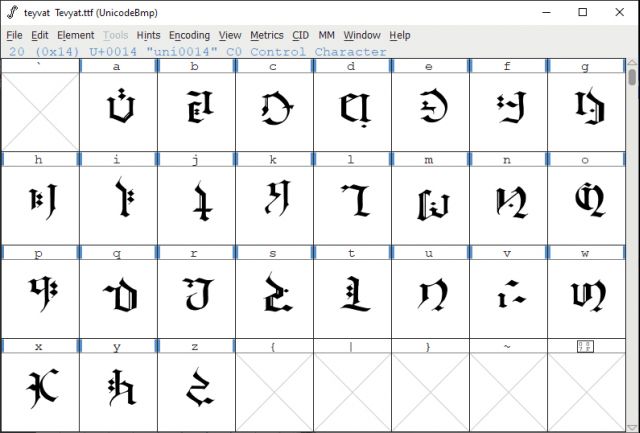 teyvat Tevyat.ttf (UnicodeBmp)
File Edit Element Tools Hints Encoding View Metrics CID MM Window Help
20 (0x14) U+0014 "uni0014" C0 Control Character
` a b c d e f g
h i j k l m n o
p q r s t u v w
x y z { | } ~